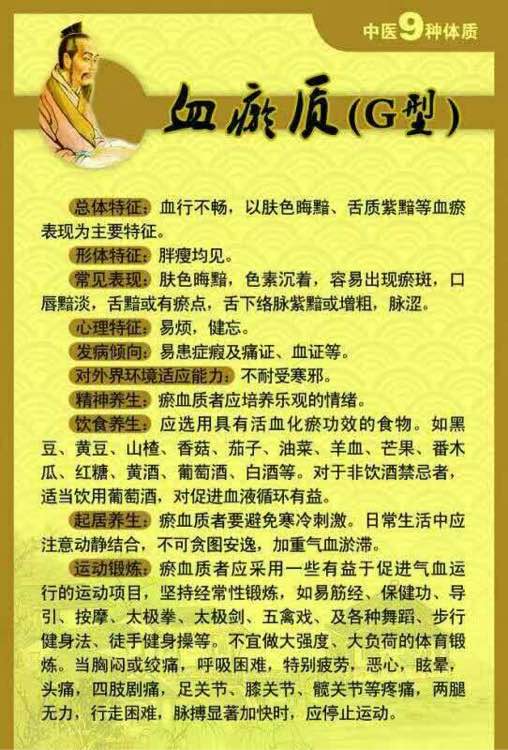 中医9种体质
血瘀质(G型)
总体特征：血行不畅，以肤色晦黯、舌质紫黯等血瘀
表现为主要特征。
形体特征：胖瘦均见。
常见表现：肤色晦黯，色素沉着，容易出现瘀斑，口
唇黯淡，舌黯或有瘀点，舌下络脉紫黯或增粗，脉涩。
心理特征：易烦，健忘。
发病倾向：易患症瘕及痛证、血证等。
对外界环境适应能力：不耐受寒邪。
精神养生：瘀血质者应培养乐观的情绪。
饮食养生：应选用具有活血化瘀功效的食物。如黑
豆、黄豆、山楂、香菇、茄子、油菜、羊血、芒果、番木
瓜、红糖、黄酒、葡萄酒、白酒等。对于非饮酒禁忌者，
适当饮用葡萄酒，对促进血液循环有益。
起居养生：瘀血质者要避免寒冷刺激。日常生活中应
注意动静结合，不可贪图安逸，加重气血淤滞。
运动锻炼：瘀血质者应采用一些有益于促进气血运
行的运动项目，坚持经常性锻炼，如易筋经、保健功、导
引、按摩、太极拳、太极剑、五禽戏、及各种舞蹈、步行
健身法、徒手健身操等。不宜做大强度、大负荷的体育锻
炼。当胸闷或绞痛，呼吸困难，特别疲劳，恶心，眩晕，
头痛，四肢剧痛，足关节、膝关节、髋关节等疼痛，两腿
无力，行走困难，脉搏显著加快时，应停止运动。